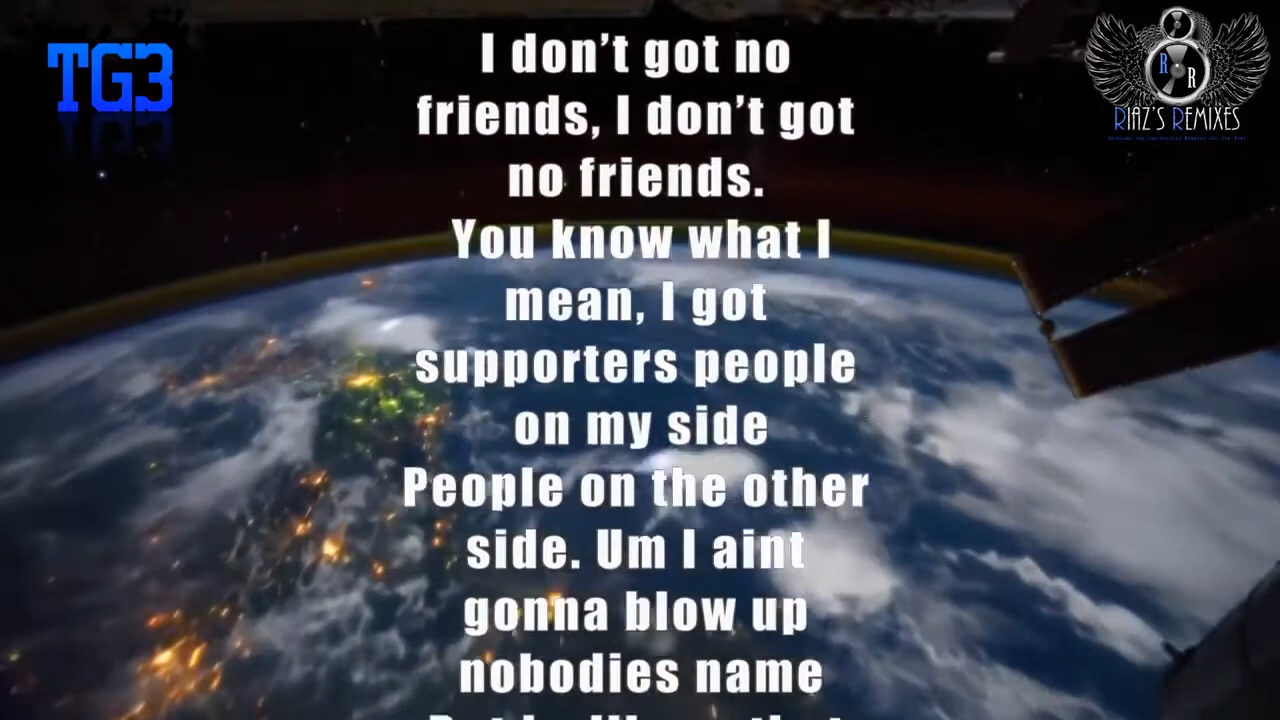 TG3
R R
RIAZ'S REMIXES
I don’t got no
friends, I don’t got
no friends.
You know what I
mean, I got
supporters people
on my side
People on the other
side. Um I aint
gonna blow up
nobodies name